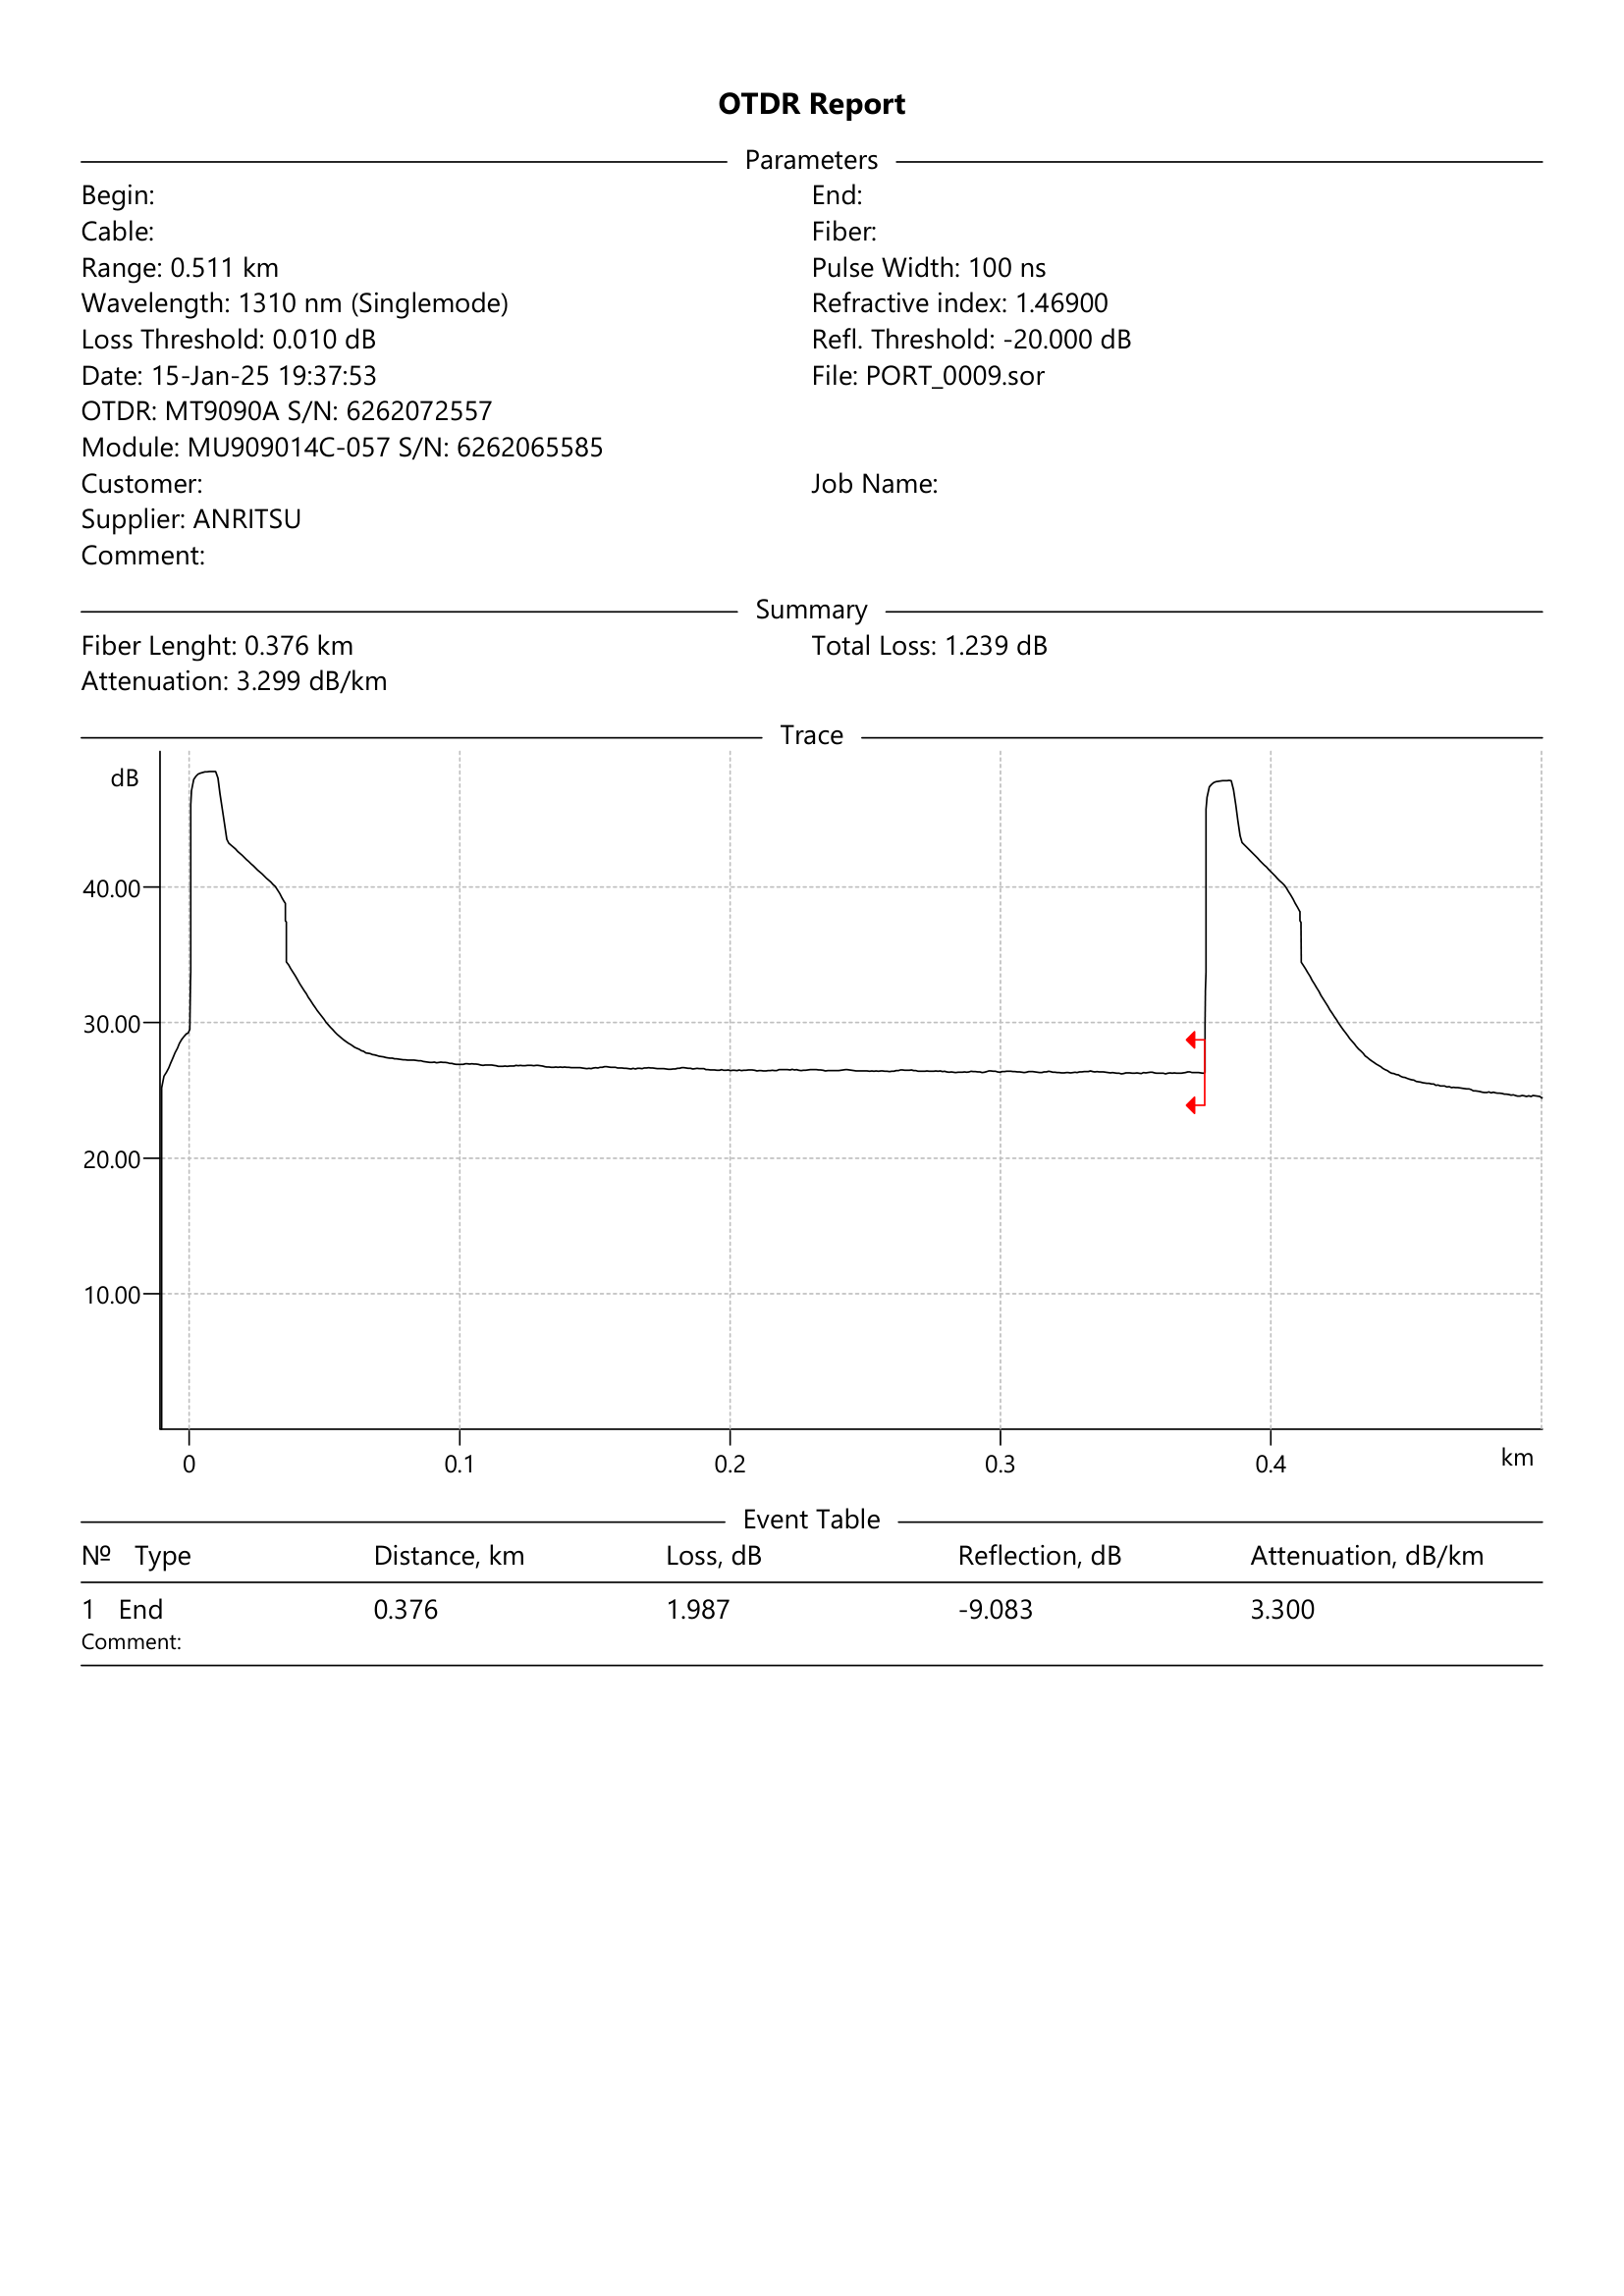 OTDR Report
Parameters
Begin: End:
Cable: Fiber:
Range: 0.511 km Pulse Width: 100 ns
Wavelength: 1310 nm (Singlemode) Refractive index: 1.46900
Loss Threshold: 0.010 dB Refl. Threshold: -20.000 dB
Date: 15-Jan-25 19:37:53 File: PORT_0009.sor
OTDR: MT9090A S/N: 6262072557
Module: MU909014C-057 S/N: 6262065585
Customer: Job Name:
Supplier: ANRITSU
Comment:
Summary
Fiber Lenght: 0.376 km Total Loss: 1.239 dB
Attenuation: 3.299 dB/km
Trace
dB
40.00
30.00
20.00
10.00
0 0.1 0.2 0.3 0.4 km
Event Table
Nº Type Distance, km Loss, dB Reflection, dB Attenuation, dB/km
1 End 0.376 1.987 -9.083 3.300
Comment: